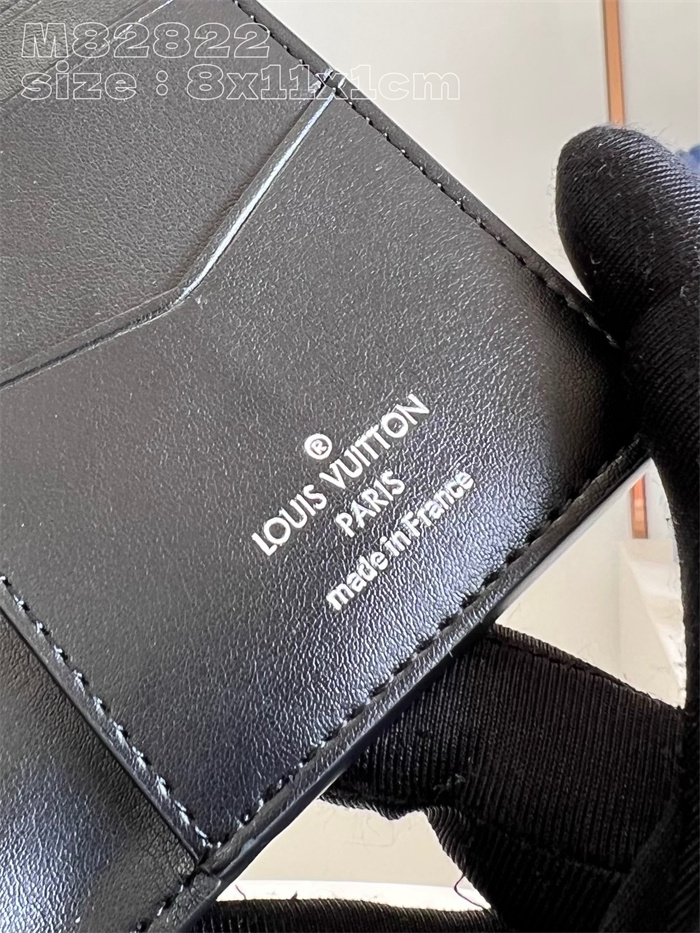 M82822
size : 8x11x1cm
®
LOUIS VUITTON
PARIS
made in France